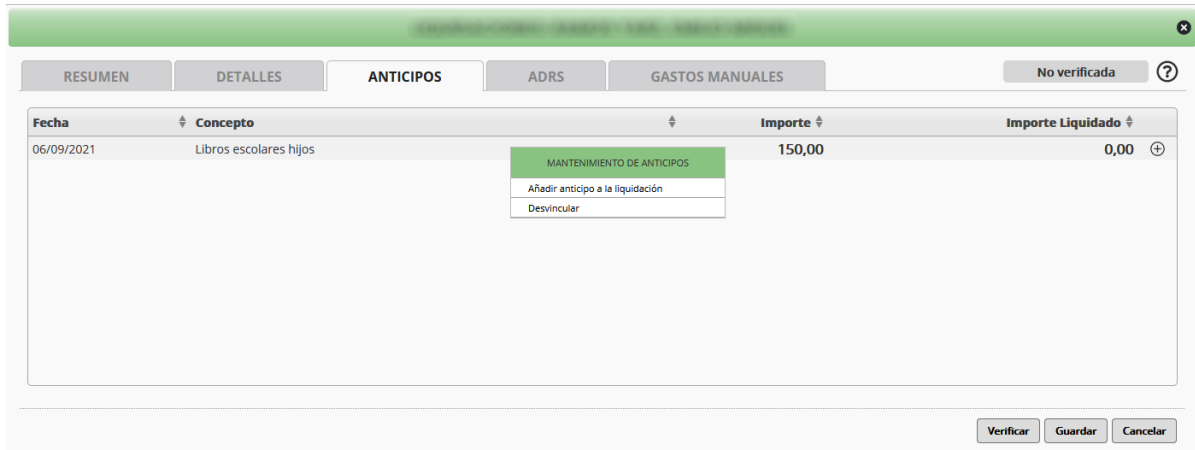 RESUMEN DETALLES ANTICIPOS ADRS GASTOS MANUALES No verificada ?
Fecha Concepto Importe Importe Liquidado
06/09/2021 Libros escolares hijos 150,00 0,00
MANTENIMIENTO DE ANTICIPOS
Añadir anticipo a la liquidación
Desvincular
Verificar Guardar Cancelar